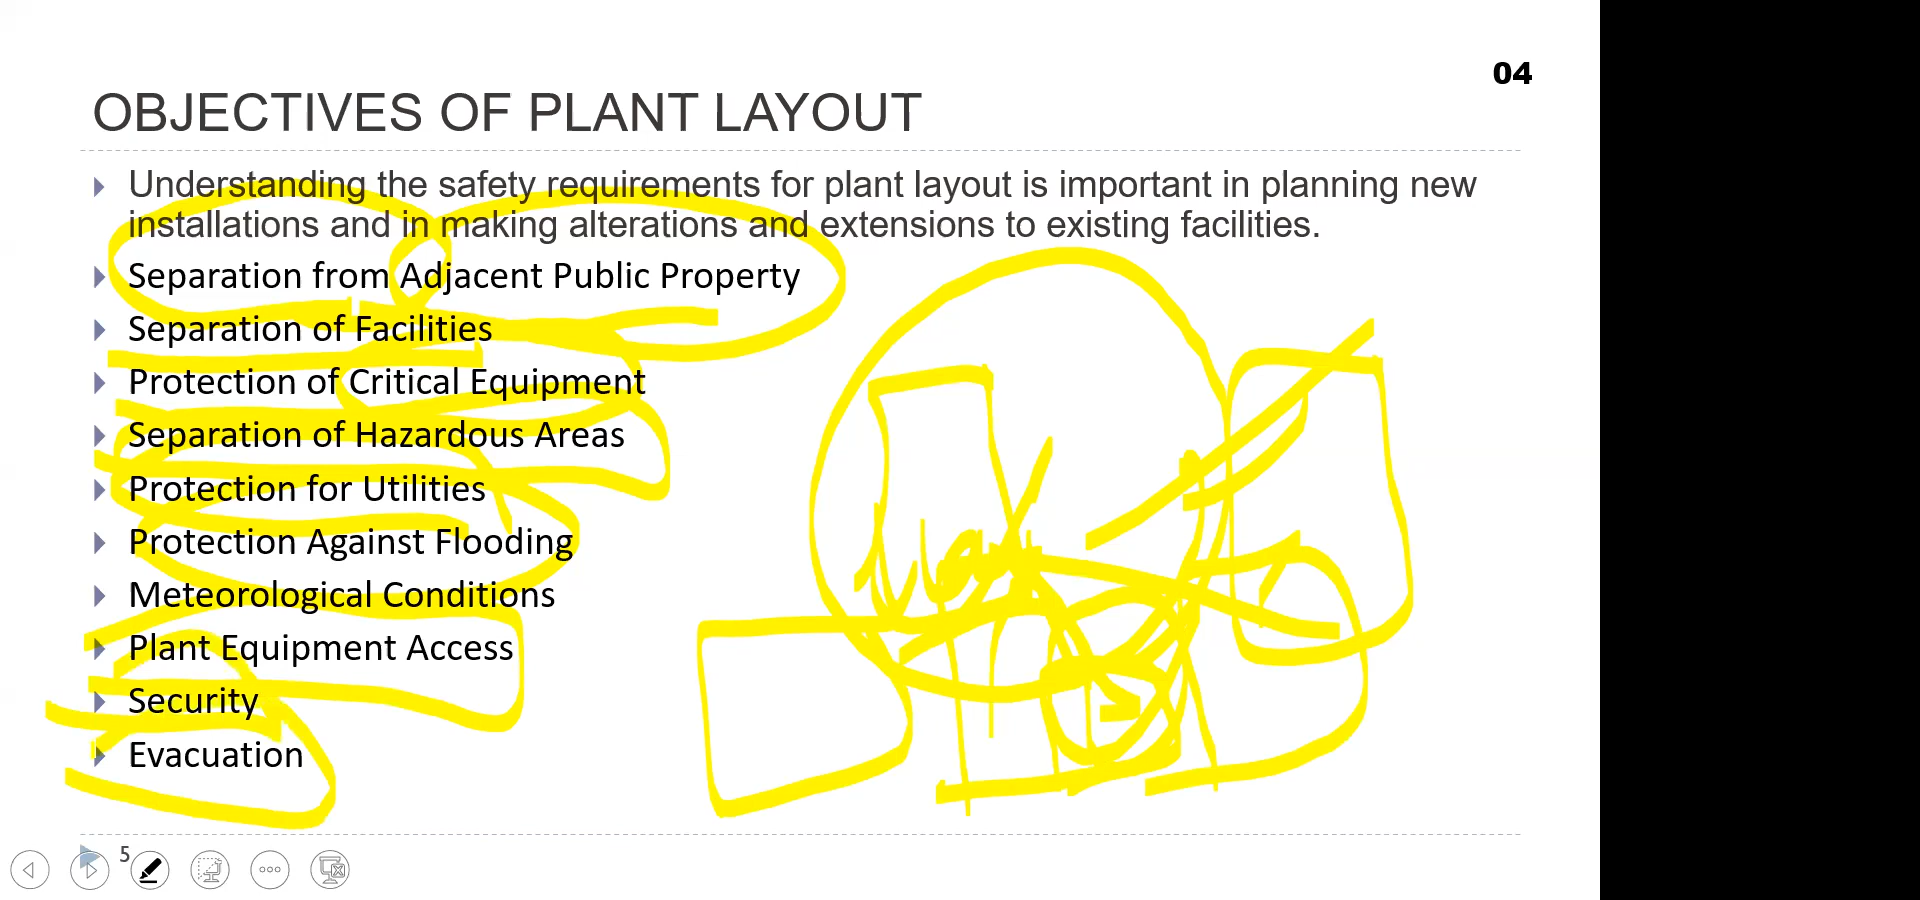 04
OBJECTIVES OF PLANT LAYOUT
Understanding the safety requirements for plant layout is important in planning new
installations and in making alterations and extensions to existing facilities.
Separation from Adjacent Public Property
Separation of Facilities
Protection of Critical Equipment
Separation of Hazardous Areas
Protection for Utilities
Protection Against Flooding
Meteorological Conditions
Plant Equipment Access
Security
Evacuation
5